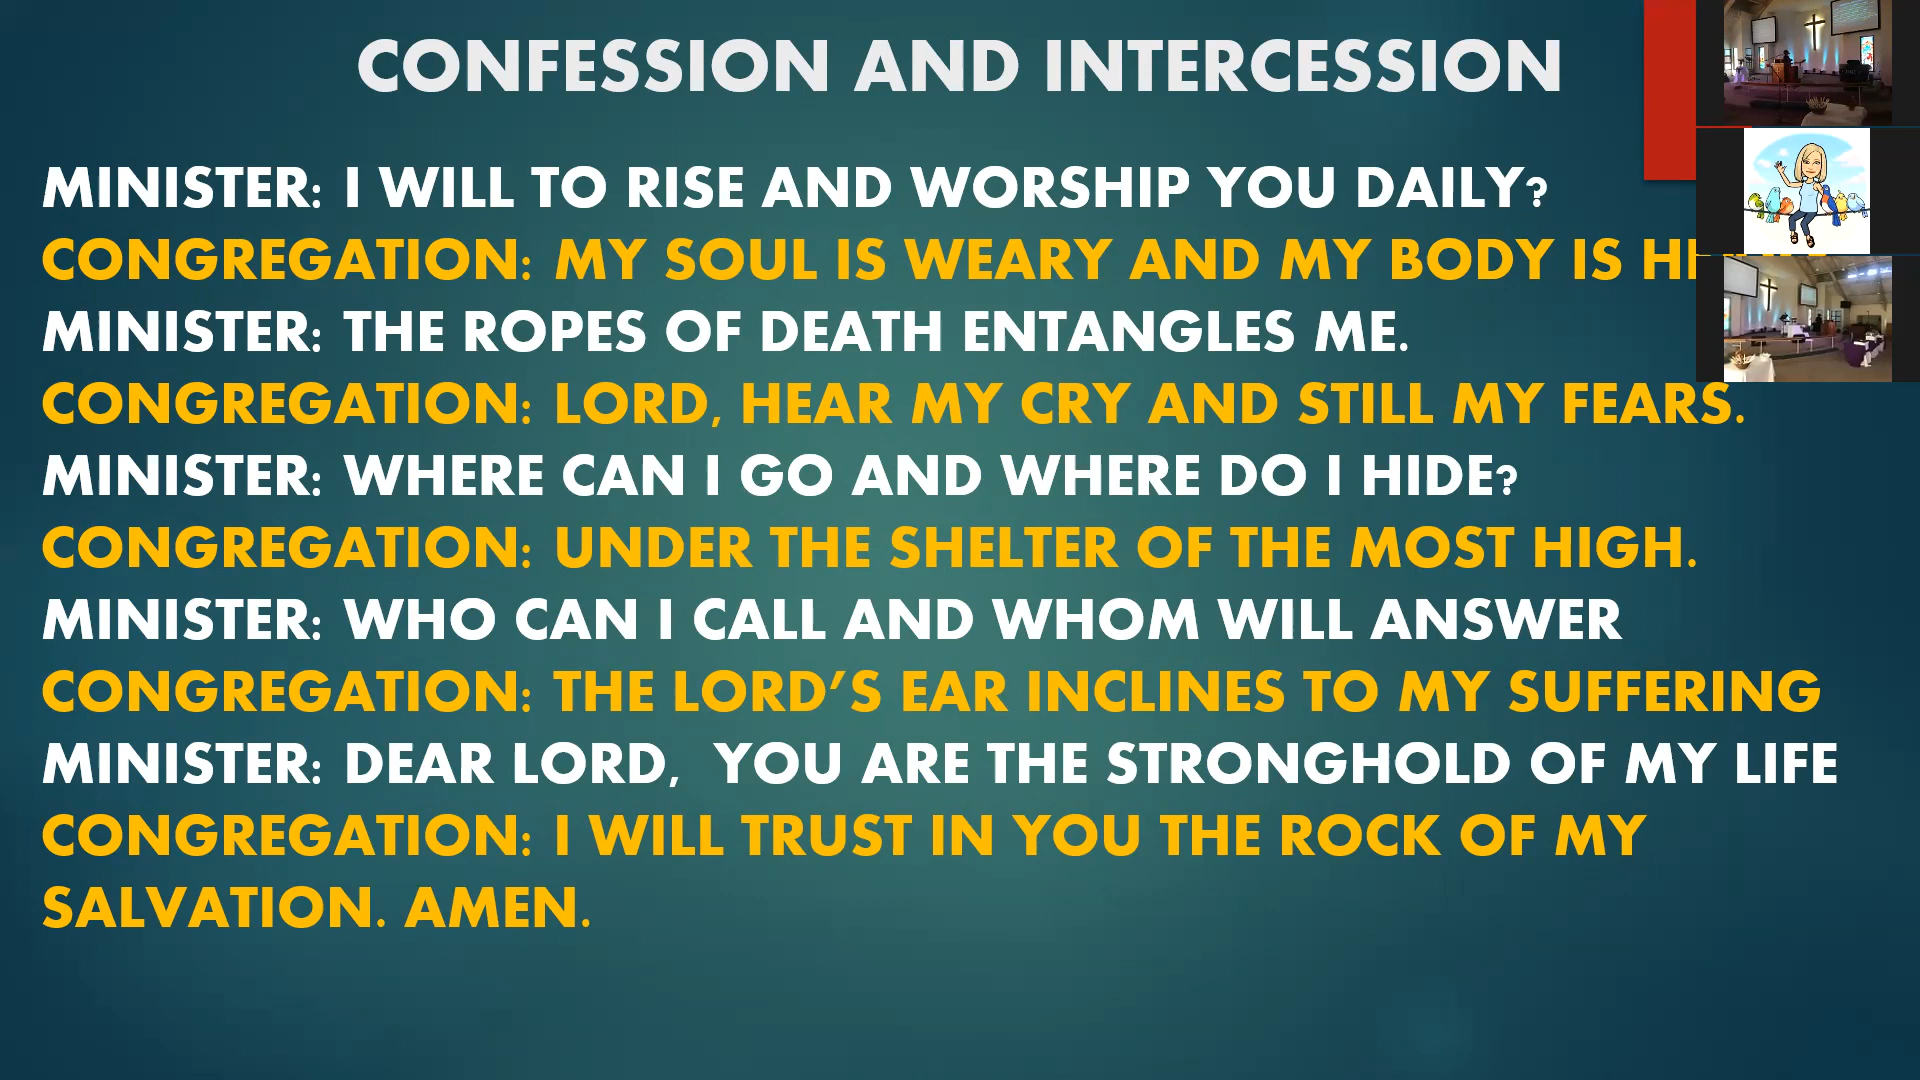 CONFESSION AND INTERCESSION
MINISTER: I WILL TO RISE AND WORSHIP YOU DAILY?
CONGREGATION: MY SOUL IS WEARY AND MY BODY IS
MINISTER: THE ROPES OF DEATH ENTANGLES ME.
CONGREGATION: LORD, HEAR MY CRY AND STILL MY FEARS.
MINISTER: WHERE CAN I GO AND WHERE DO I HIDE?
CONGREGATION: UNDER THE SHELTER OF THE MOST HIGH.
MINISTER: WHO CAN I CALL AND WHOM WILL ANSWER
CONGREGATION: THE LORD’S EAR INCLINES TO MY SUFFERING
MINISTER: DEAR LORD,  YOU ARE THE STRONGHOLD OF MY LIFE
CONGREGATION: I WILL TRUST IN YOU THE ROCK OF MY
SALVATION. AMEN.